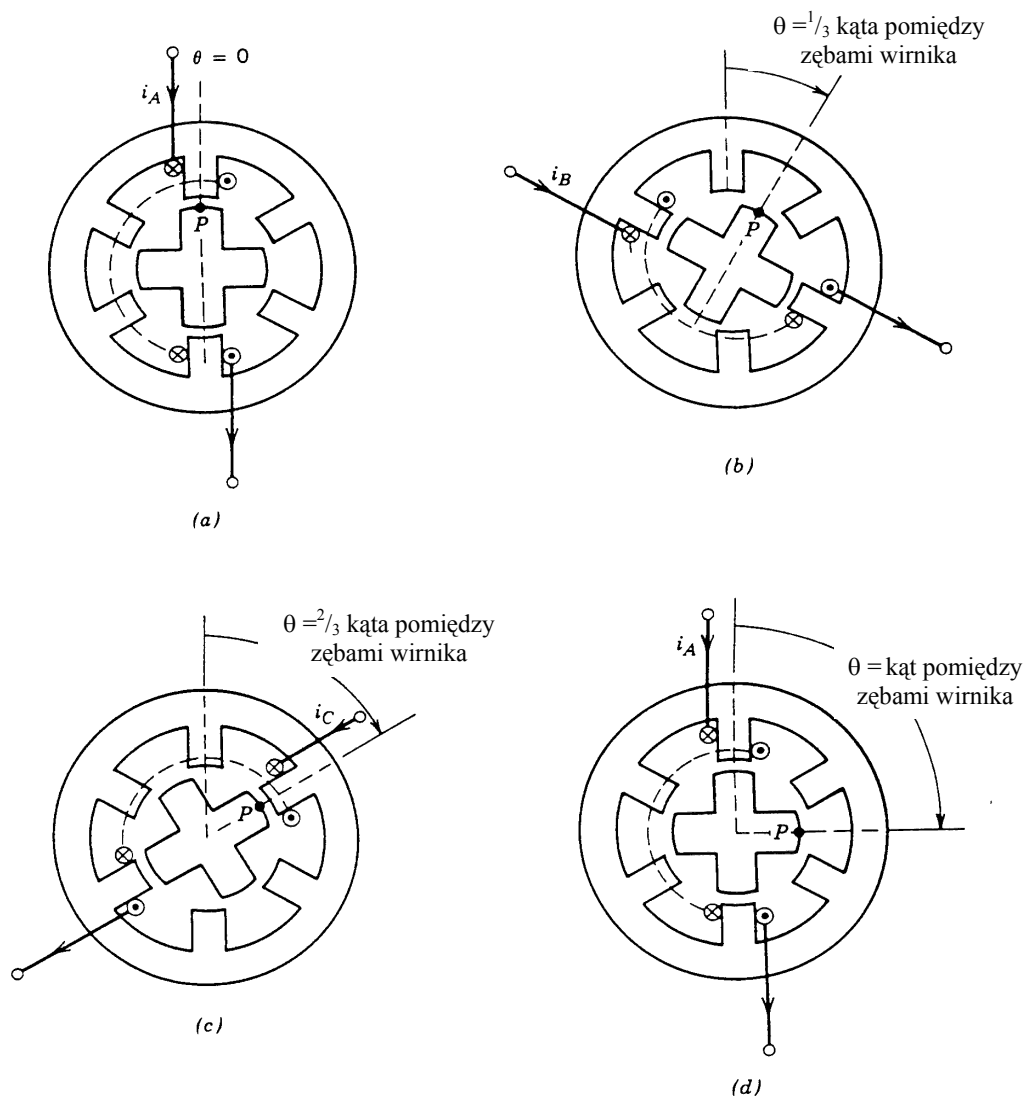 θ = 0
i_A
P
(a)
θ = 1/3 kąta pomiędzy
zębami wirnika
i_B
P
(b)
θ = 2/3 kąta pomiędzy
zębami wirnika
i_C
P
(c)
θ = kąt pomiędzy
zębami wirnika
i_A
P
(d)